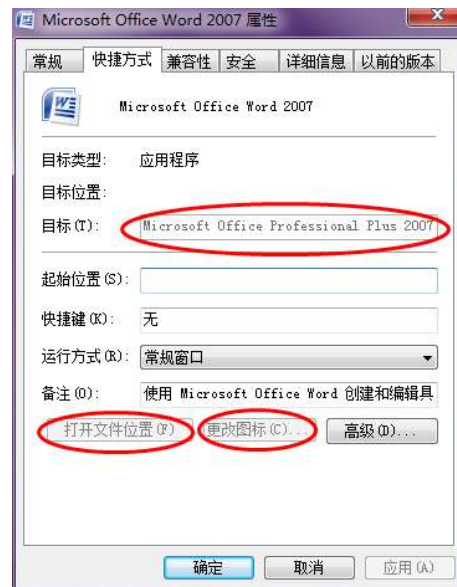 Microsoft Office Word 2007 属性
常规 快捷方式 兼容性 安全 详细信息 以前的版本
Microsoft Office Word 2007
目标类型: 应用程序
目标位置:
目标(T): Microsoft Office Professional Plus 2007
起始位置(S):
快捷键(K): 无
运行方式(R): 常规窗口
备注(O): 使用 Microsoft Office Word 创建和编辑具
打开文件位置(F) 更改图标(C)... 高级(D)...
确定 取消 应用(A)